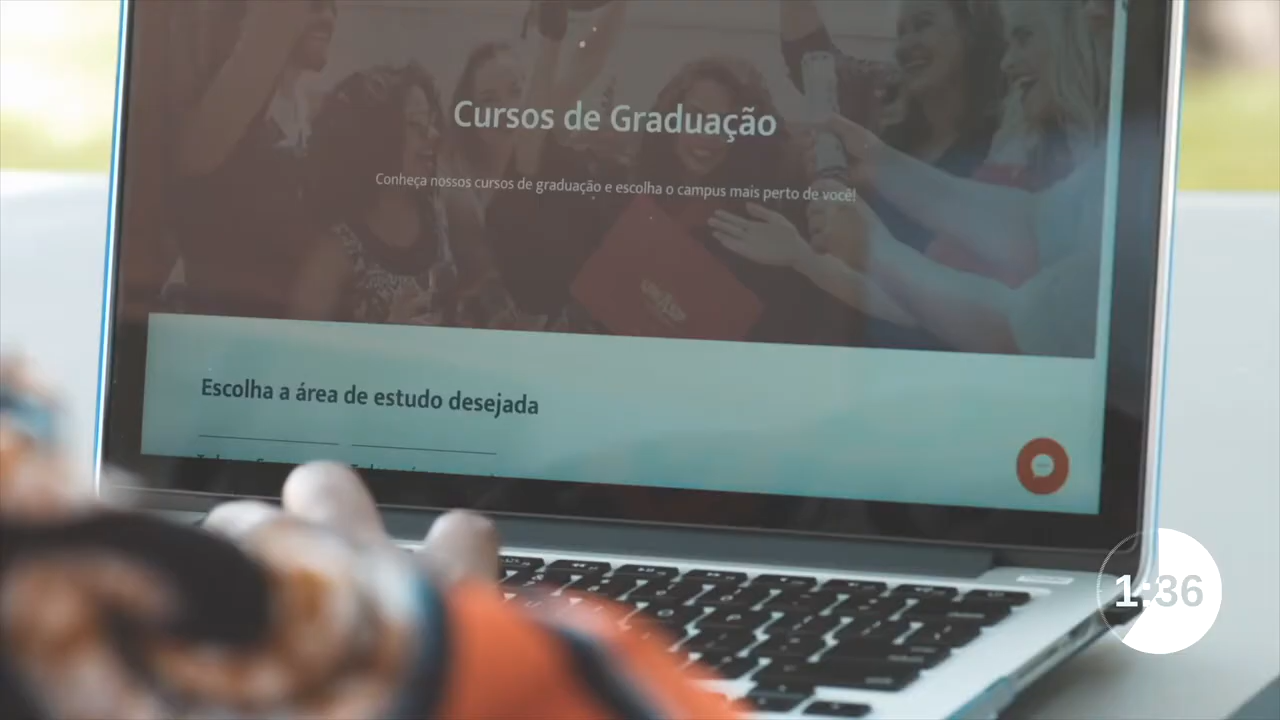 Cursos de Graduação
Conheça nossos cursos de graduação e escolha o campus mais perto de você!
Escolha a área de estudo desejada
1:36